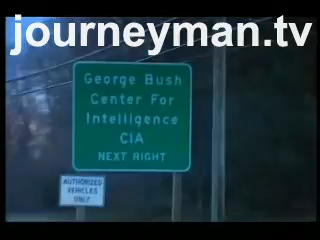 journeyman.tv
George Bush
Center For
Intelligence
CIA
NEXT RIGHT
AUTHORIZED
VEHICLES
ONLY